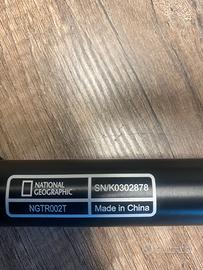 NATIONAL
GEOGRAPHIC
SN/K0302878
NGTR002T
Made in China